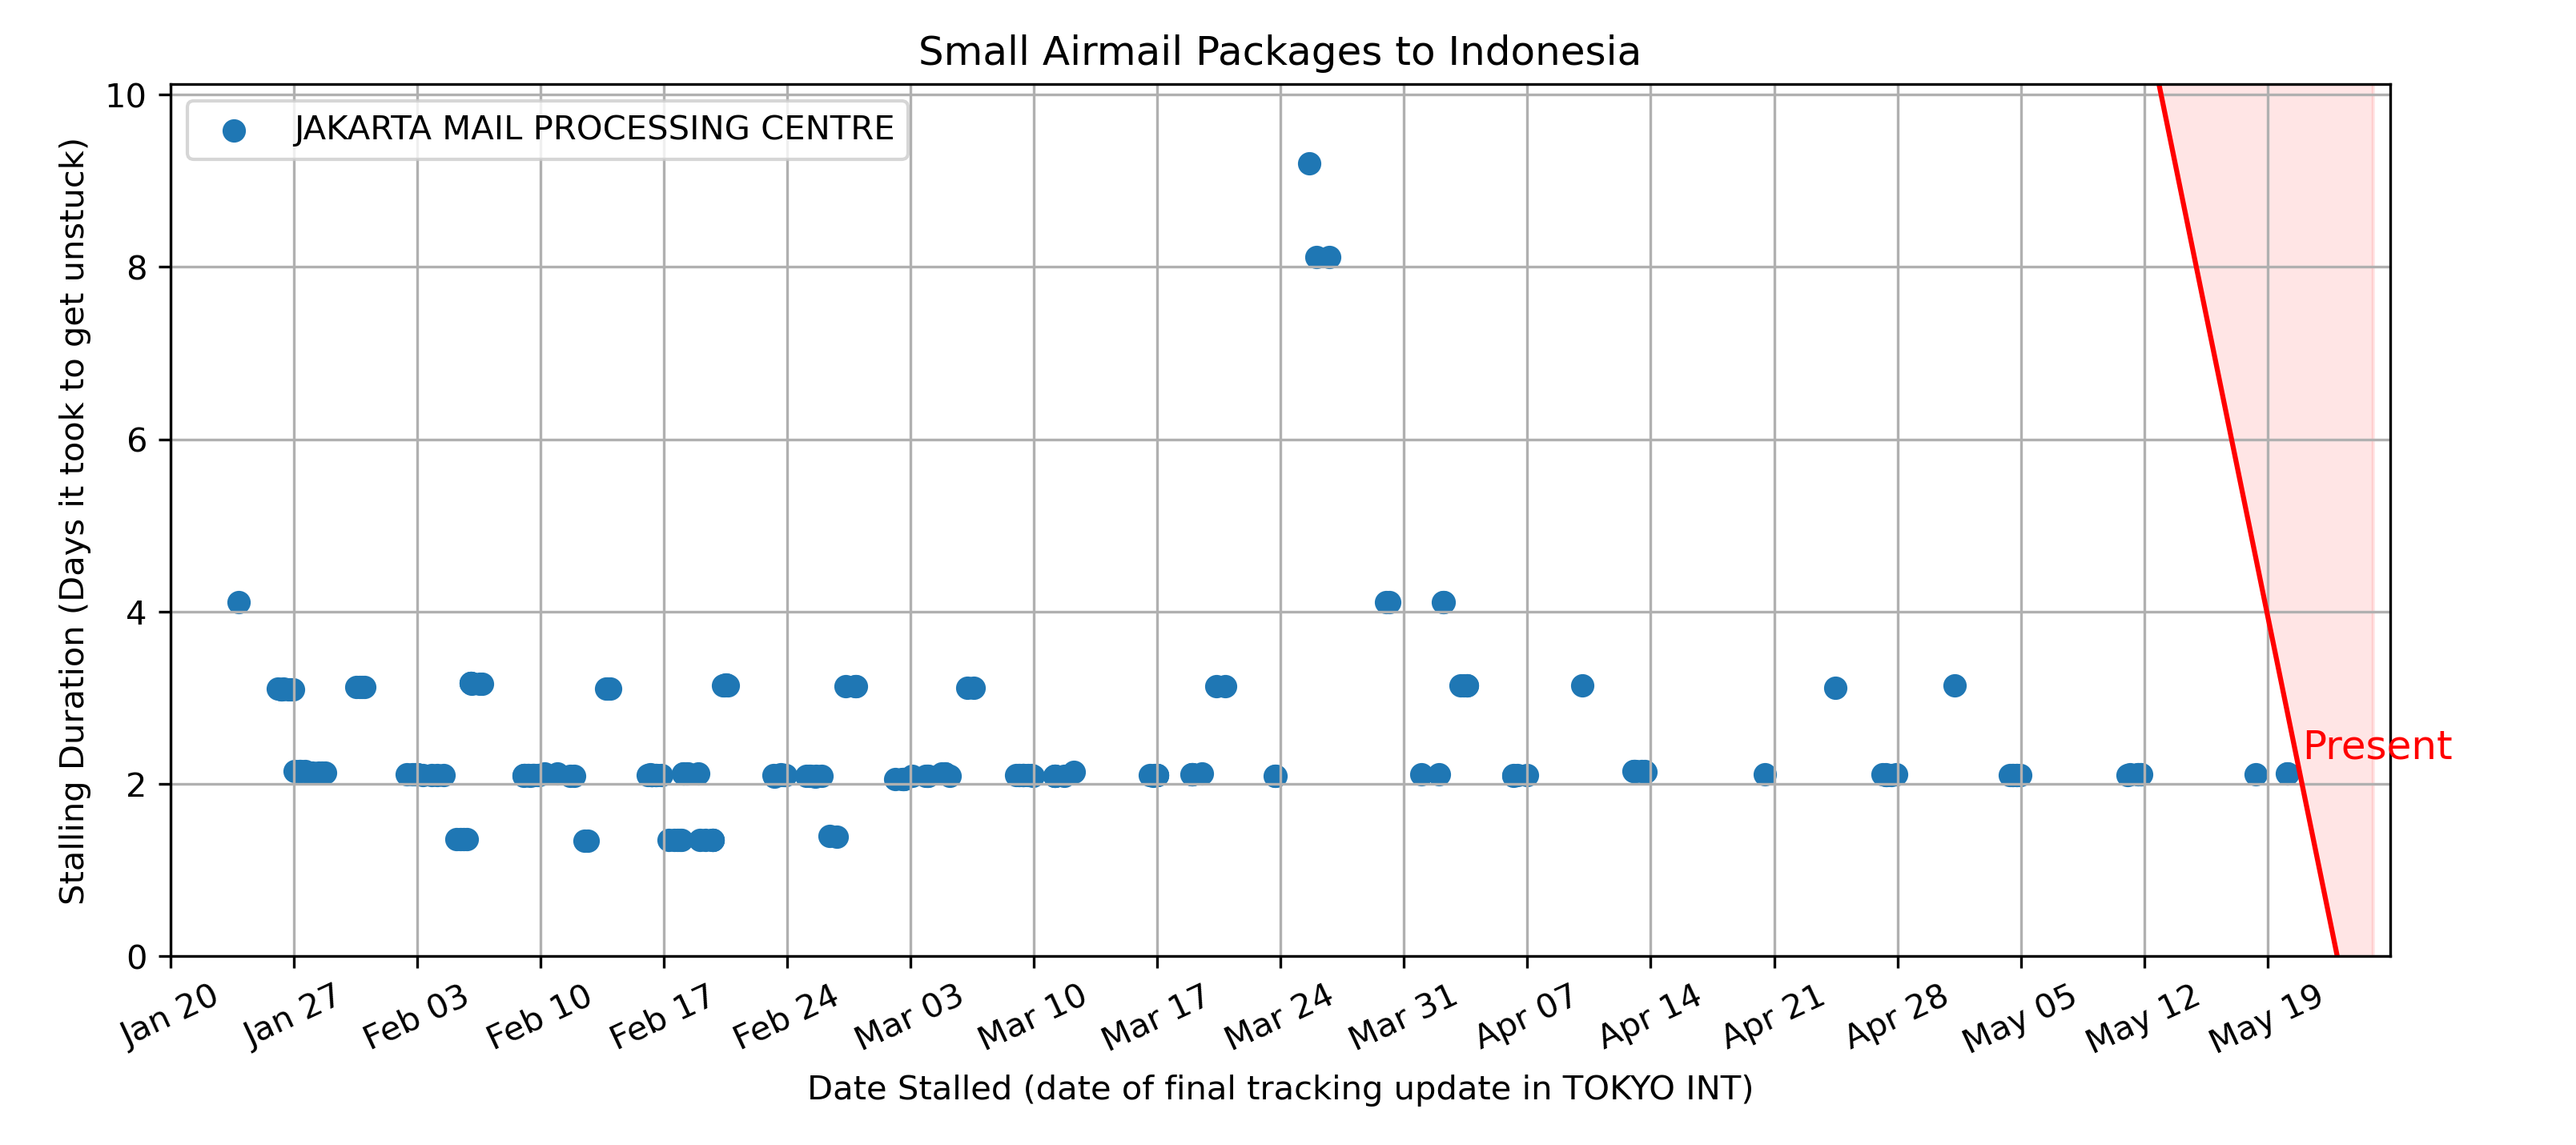 Small Airmail Packages to Indonesia
JAKARTA MAIL PROCESSING CENTRE
Stalling Duration (Days it took to get unstuck)
10
8
6
4
2
0
Present
Jan 20
Jan 27
Feb 03
Feb 10
Feb 17
Feb 24
Mar 03
Mar 10
Mar 17
Mar 24
Mar 31
Apr 07
Apr 14
Apr 21
Apr 28
May 05
May 12
May 19
Date Stalled (date of final tracking update in TOKYO INT)